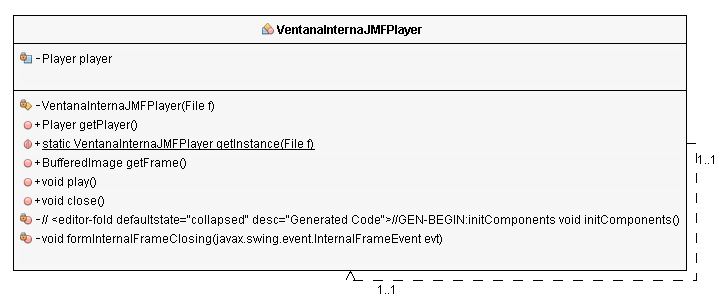 VentanaInternaJMFPlayer
- Player player
- VentanaInternaJMFPlayer(File f)
+ Player getPlayer()
+ static VentanaInternaJMFPlayer getInstance(File f)
+ BufferedImage getFrame()
+ void play()
+ void close()
- // <editor-fold defaultstate="collapsed" desc="Generated Code">//GEN-BEGIN:initComponents void initComponents()
- void formInternalFrameClosing(javax.swing.event.InternalFrameEvent evt)
1..1
1..1